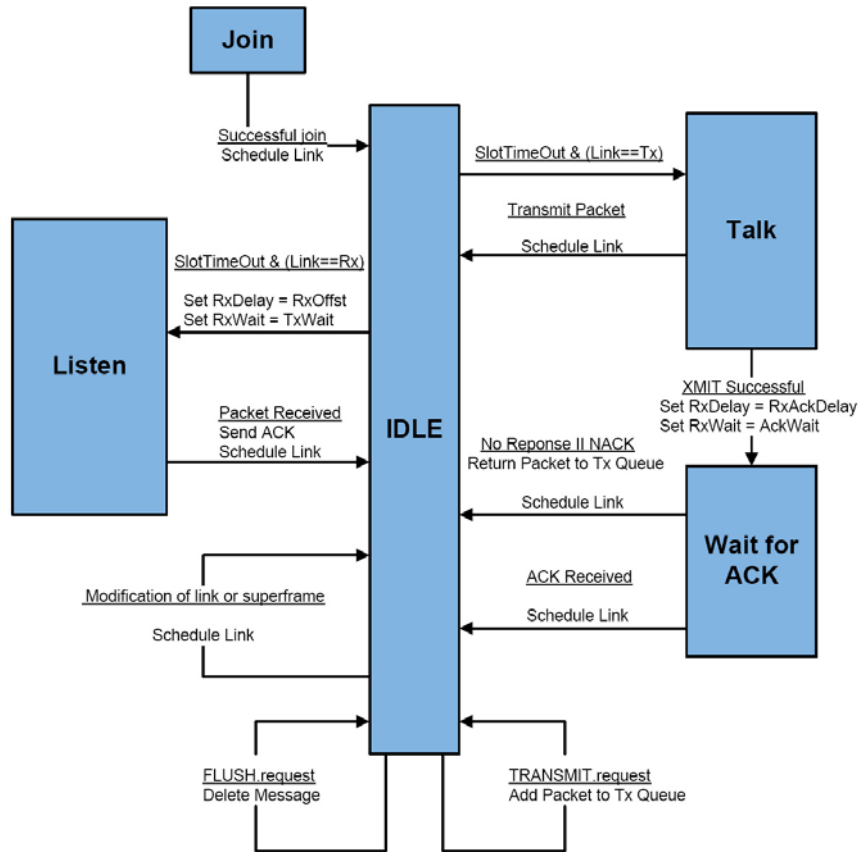 Join
Successful join
Schedule Link
SlotTimeOut & (Link==Tx)
Transmit Packet
Schedule Link
Talk
SlotTimeOut & (Link==Rx)
Set RxDelay = RxOffst
Set RxWait = TxWait
Listen
Packet Received
Send ACK
Schedule Link
IDLE
XMIT Successful
Set RxDelay = RxAckDelay
Set RxWait = AckWait
No Reponse II NACK
Return Packet to Tx Queue
Schedule Link
Wait for
ACK
ACK Received
Schedule Link
Modification of link or superframe
Schedule Link
FLUSH.request
Delete Message
TRANSMIT.request
Add Packet to Tx Queue